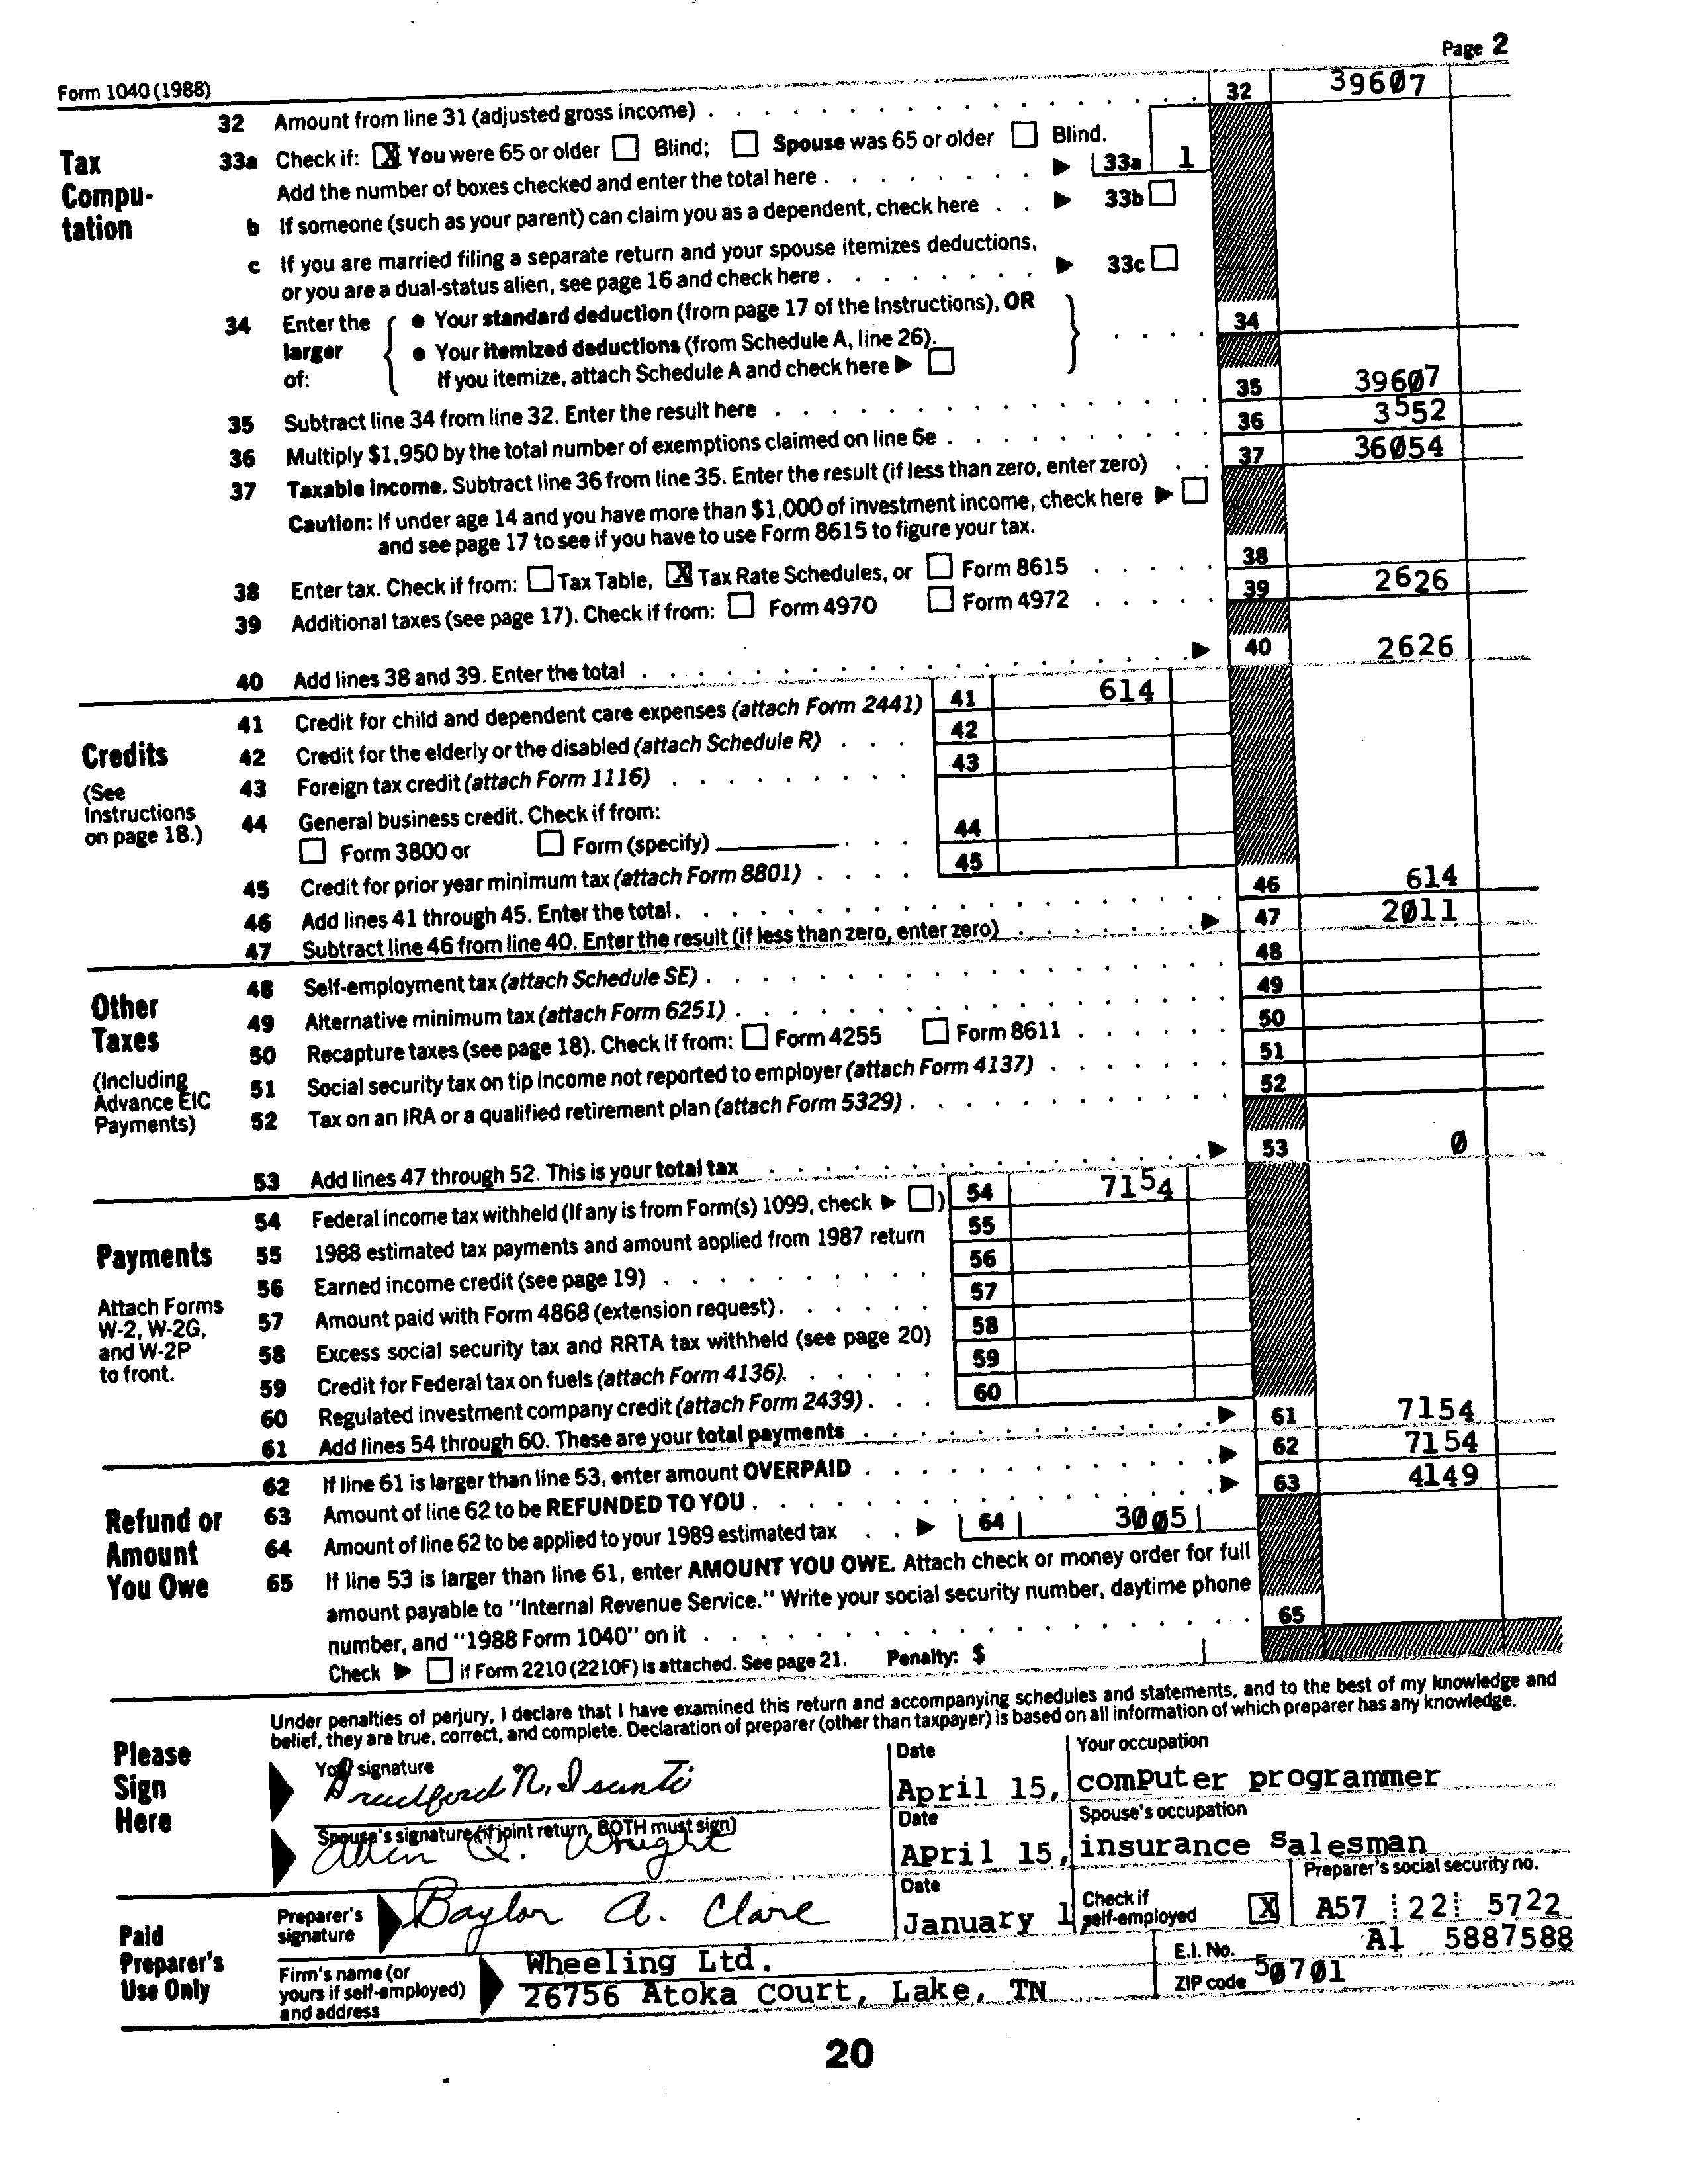 Page 2
Form 1040 (1988)
32 Amount from line 31 (adjusted gross income) . . . 32 39607
Tax Compu- tation
33a Check if: [X] You were 65 or older [ ] Blind; [ ] Spouse was 65 or older [ ] Blind.
Add the number of boxes checked and enter the total here . . . ▶ 33a 1
b If someone (such as your parent) can claim you as a dependent, check here . . ▶ 33b [ ]
c If you are married filing a separate return and your spouse itemizes deductions,
or you are a dual-status alien, see page 16 and check here . . . ▶ 33c [ ]
34 Enter the larger of: { ● Your standard deduction (from page 17 of the Instructions), OR
● Your itemized deductions (from Schedule A, line 26).
If you itemize, attach Schedule A and check here ▶ [ ] } . . . . 34
35 Subtract line 34 from line 32. Enter the result here . . . 35 39607
36 Multiply $1,950 by the total number of exemptions claimed on line 6e . . . 36 3552
37 Taxable income. Subtract line 36 from line 35. Enter the result (if less than zero, enter zero) . . 37 36054
Caution: If under age 14 and you have more than $1,000 of investment income, check here ▶ [ ]
and see page 17 to see if you have to use Form 8615 to figure your tax.
38 Enter tax. Check if from: [ ] Tax Table, [X] Tax Rate Schedules, or [ ] Form 8615 . . . 38
39 Additional taxes (see page 17). Check if from: [ ] Form 4970 [ ] Form 4972 . . . 39 2626
40 Add lines 38 and 39. Enter the total . . . ▶ 40 2626
Credits
(See Instructions on page 18.)
41 Credit for child and dependent care expenses (attach Form 2441) 41 614
42 Credit for the elderly or the disabled (attach Schedule R) . . . 42
43 Foreign tax credit (attach Form 1116) . . . 43
44 General business credit. Check if from:
[ ] Form 3800 or [ ] Form (specify) . . . 44
45 Credit for prior year minimum tax (attach Form 8801) . . . 45
46 Add lines 41 through 45. Enter the total . . . 46 614
47 Subtract line 46 from line 40. Enter the result (if less than zero, enter zero) . . . ▶ 47 2011
Other Taxes
(Including Advance EIC Payments)
48 Self-employment tax (attach Schedule SE) . . . 48
49 Alternative minimum tax (attach Form 6251) . . . 49
50 Recapture taxes (see page 18). Check if from: [ ] Form 4255 [ ] Form 8611 . . . 50
51 Social security tax on tip income not reported to employer (attach Form 4137) . . . 51
52 Tax on an IRA or a qualified retirement plan (attach Form 5329) . . . 52
53 Add lines 47 through 52. This is your total tax . . . ▶ 53 0
Payments
Attach Forms W-2, W-2G, and W-2P to front.
54 Federal income tax withheld (If any is from Form(s) 1099, check ▶ [ ]) 54 7154
55 1988 estimated tax payments and amount applied from 1987 return 55
56 Earned income credit (see page 19) . . . 56
57 Amount paid with Form 4868 (extension request) . . . 57
58 Excess social security tax and RRTA tax withheld (see page 20) 58
59 Credit for Federal tax on fuels (attach Form 4136) . . . 59
60 Regulated investment company credit (attach Form 2439) . . . 60
61 Add lines 54 through 60. These are your total payments . . . ▶ 61 7154
Refund or Amount You Owe
62 If line 61 is larger than line 53, enter amount OVERPAID . . . ▶ 62 7154
63 Amount of line 62 to be REFUNDED TO YOU . . . ▶ 63 4149
64 Amount of line 62 to be applied to your 1989 estimated tax . . ▶ 64 3005
65 If line 53 is larger than line 61, enter AMOUNT YOU OWE. Attach check or money order for full
amount payable to "Internal Revenue Service." Write your social security number, daytime phone
number, and "1988 Form 1040" on it . . . 65
Check ▶ [ ] if Form 2210 (2210F) is attached. See page 21. Penalty: $
Please Sign Here
Under penalties of perjury, I declare that I have examined this return and accompanying schedules and statements, and to the best of my knowledge and
belief, they are true, correct, and complete. Declaration of preparer (other than taxpayer) is based on all information of which preparer has any knowledge.
Your signature Date April 15, Your occupation computer programmer
Spouse's signature (if joint return, BOTH must sign) Q. Wright Date April 15, Spouse's occupation insurance Salesman
Paid Preparer's Use Only
Preparer's signature Baylor A. Clare Date January 1, Check if self-employed [X] Preparer's social security no. A57 22 5722
Firm's name (or yours if self-employed) and address Wheeling Ltd. E.I. No. A1 5887588
26756 Atoka Court, Lake, TN ZIP code 50701
20